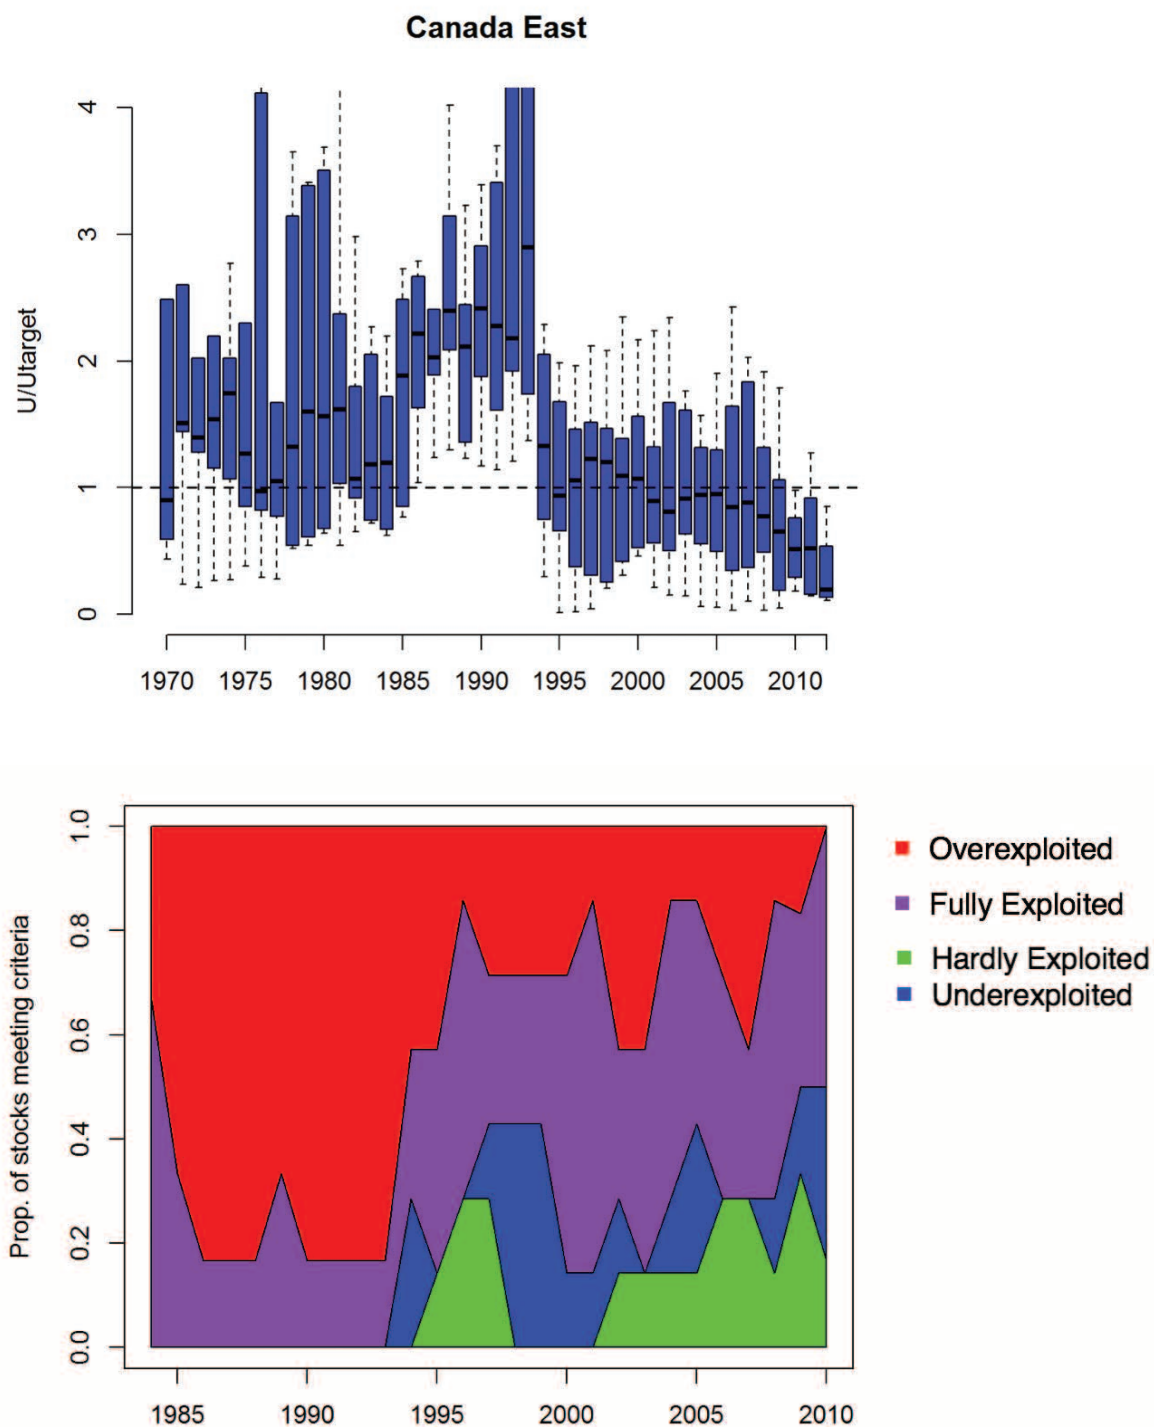 Canada East
4
3
2
1
0
U/Utarget
1970 1975 1980 1985 1990 1995 2000 2005 2010
1.0
0.8
0.6
0.4
0.2
0.0
Prop. of stocks meeting criteria
1985 1990 1995 2000 2005 2010
Overexploited
Fully Exploited
Hardly Exploited
Underexploited